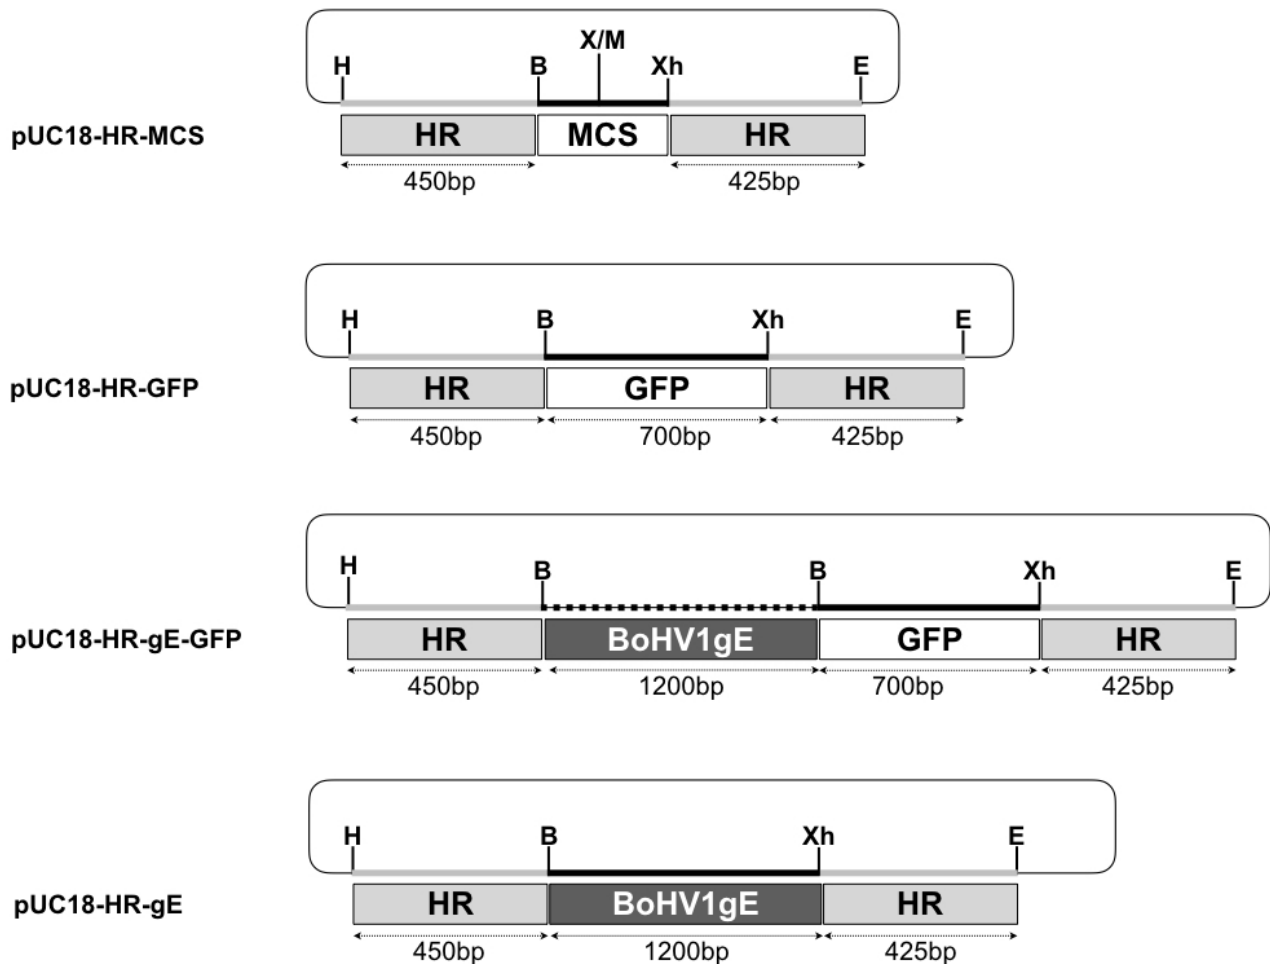 X/M
H B Xh E
pUC18-HR-MCS HR MCS HR
450bp 425bp
H B Xh E
pUC18-HR-GFP HR GFP HR
450bp 700bp 425bp
H B B Xh E
pUC18-HR-gE-GFP HR BoHV1gE GFP HR
450bp 1200bp 700bp 425bp
H B Xh E
pUC18-HR-gE HR BoHV1gE HR
450bp 1200bp 425bp